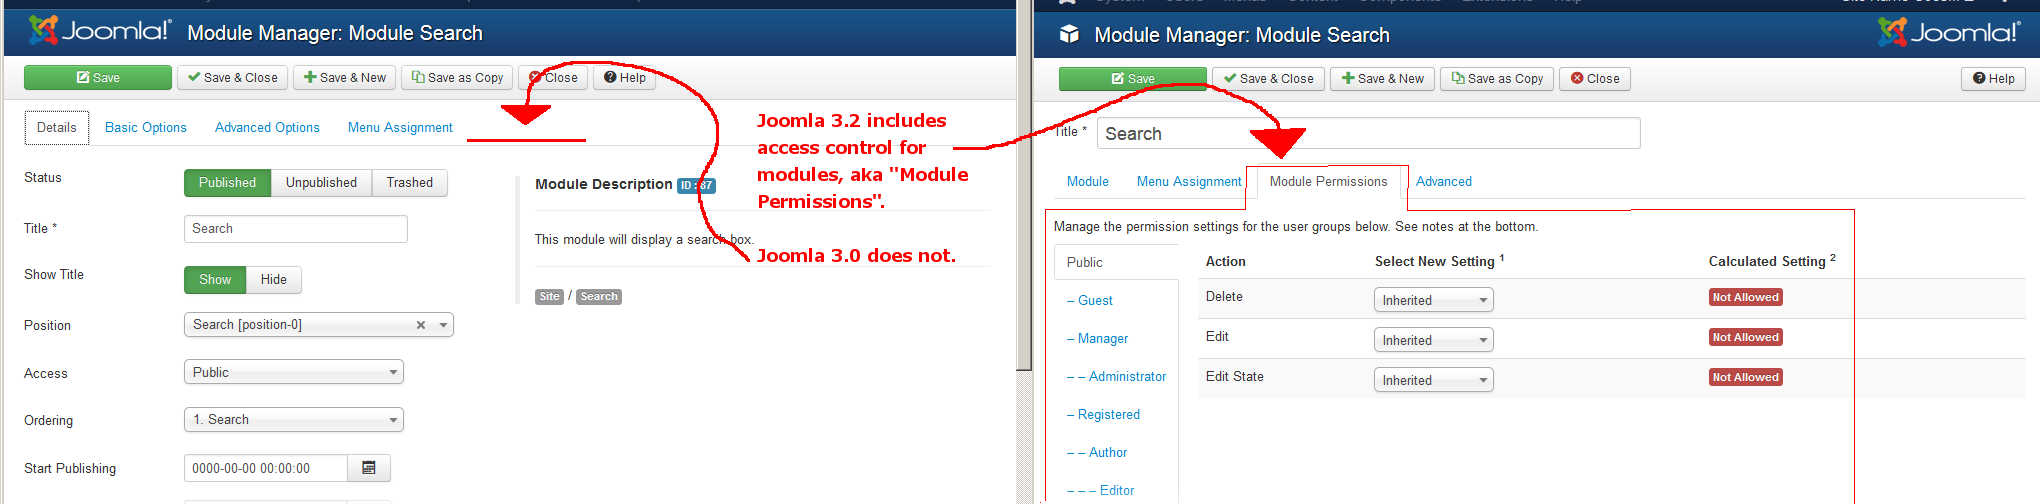 Joomla!® Module Manager: Module Search
Save
Save & Close
Save & New
Save as Copy
Close
Help
Details
Basic Options
Advanced Options
Menu Assignment
Status
Published
Unpublished
Trashed
Title *
Search
Show Title
Show
Hide
Position
Search [position-0]
Access
Public
Ordering
1. Search
Start Publishing
0000-00-00 00:00:00
Module Description
This module will display a search box.
Site / Search
Joomla 3.2 includes
access control for
modules, aka "Module
Permissions".
Joomla 3.0 does not.
System Users Menus Content Components Extensions Help
Module Manager: Module Search
Joomla!®
Save
Save & Close
Save & New
Save as Copy
Close
Help
Title *
Search
Module
Menu Assignment
Module Permissions
Advanced
Manage the permission settings for the user groups below. See notes at the bottom.
Public
– Guest
– Manager
– – Administrator
– Registered
– – Author
– – – Editor
Action Select New Setting 1 Calculated Setting 2
Delete Inherited Not Allowed
Edit Inherited Not Allowed
Edit State Inherited Not Allowed